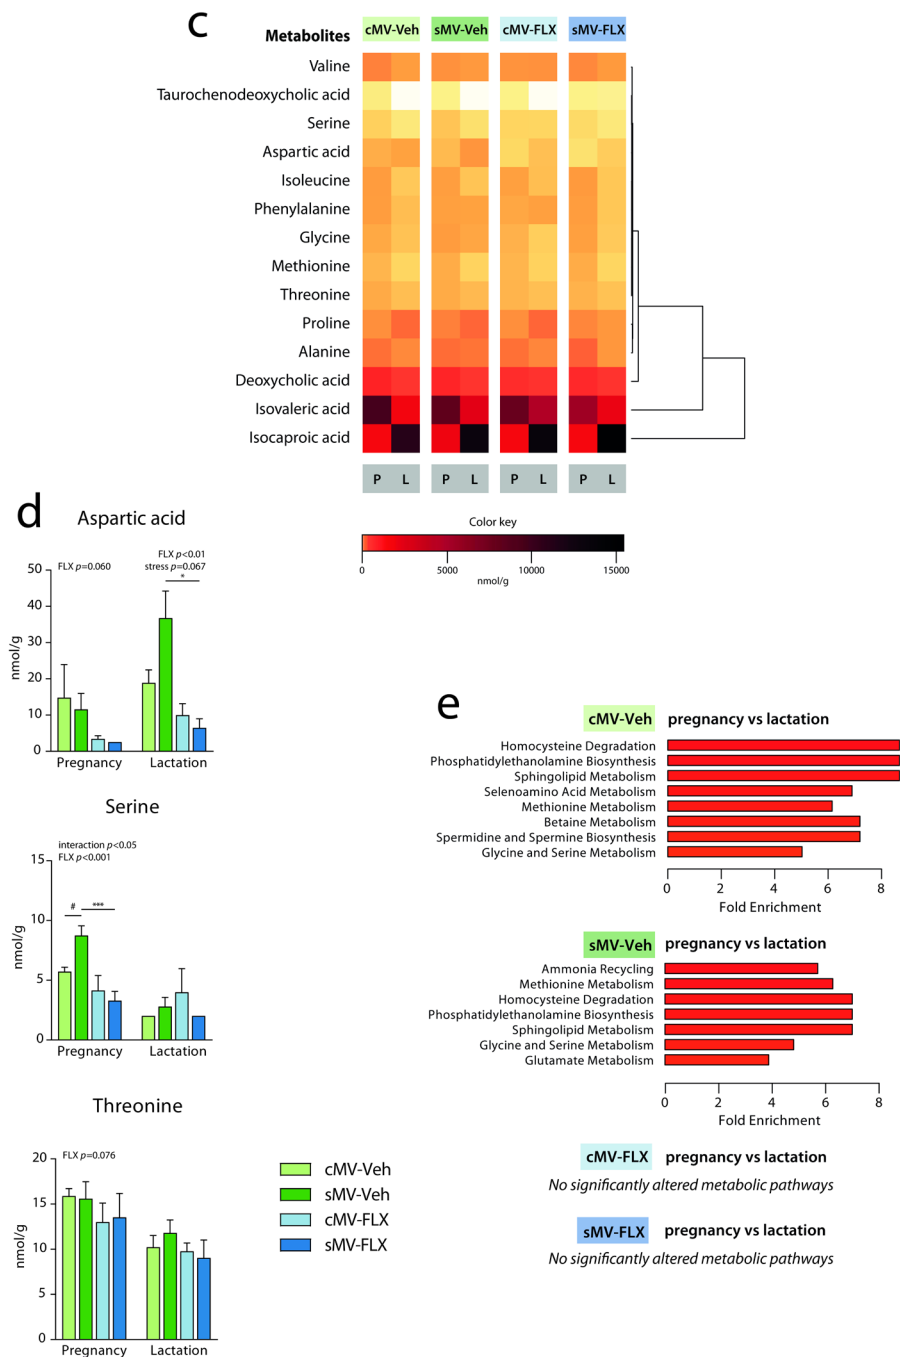 c
Metabolites
cMV-Veh
sMV-Veh
cMV-FLX
sMV-FLX
Valine
Taurochenodeoxycholic acid
Serine
Aspartic acid
Isoleucine
Phenylalanine
Glycine
Methionine
Threonine
Proline
Alanine
Deoxycholic acid
Isovaleric acid
Isocaproic acid
P L P L P L P L
Color key
0 5000 10000 15000
nmol/g
d
Aspartic acid
FLX p=0.060
FLX p<0.01
stress p=0.067
*
50
40
30
20
10
0
nmol/g
Pregnancy Lactation
Serine
interaction p<0.05
FLX p<0.001
# ***
15
10
5
0
nmol/g
Pregnancy Lactation
Threonine
FLX p=0.076
20
15
10
5
0
nmol/g
Pregnancy Lactation
cMV-Veh
sMV-Veh
cMV-FLX
sMV-FLX
e
cMV-Veh pregnancy vs lactation
Homocysteine Degradation
Phosphatidylethanolamine Biosynthesis
Sphingolipid Metabolism
Selenoamino Acid Metabolism
Methionine Metabolism
Betaine Metabolism
Spermidine and Spermine Biosynthesis
Glycine and Serine Metabolism
0 2 4 6 8
Fold Enrichment
sMV-Veh pregnancy vs lactation
Ammonia Recycling
Methionine Metabolism
Homocysteine Degradation
Phosphatidylethanolamine Biosynthesis
Sphingolipid Metabolism
Glycine and Serine Metabolism
Glutamate Metabolism
0 2 4 6 8
Fold Enrichment
cMV-FLX pregnancy vs lactation
No significantly altered metabolic pathways
sMV-FLX pregnancy vs lactation
No significantly altered metabolic pathways